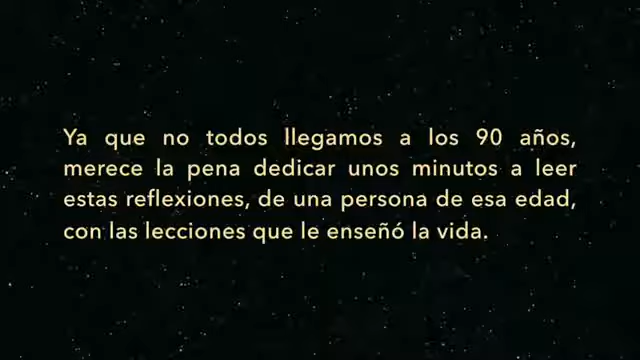 Ya que no todos llegamos a los 90 años,
merece la pena dedicar unos minutos a leer
estas reflexiones, de una persona de esa edad,
con las lecciones que le enseñó la vida.